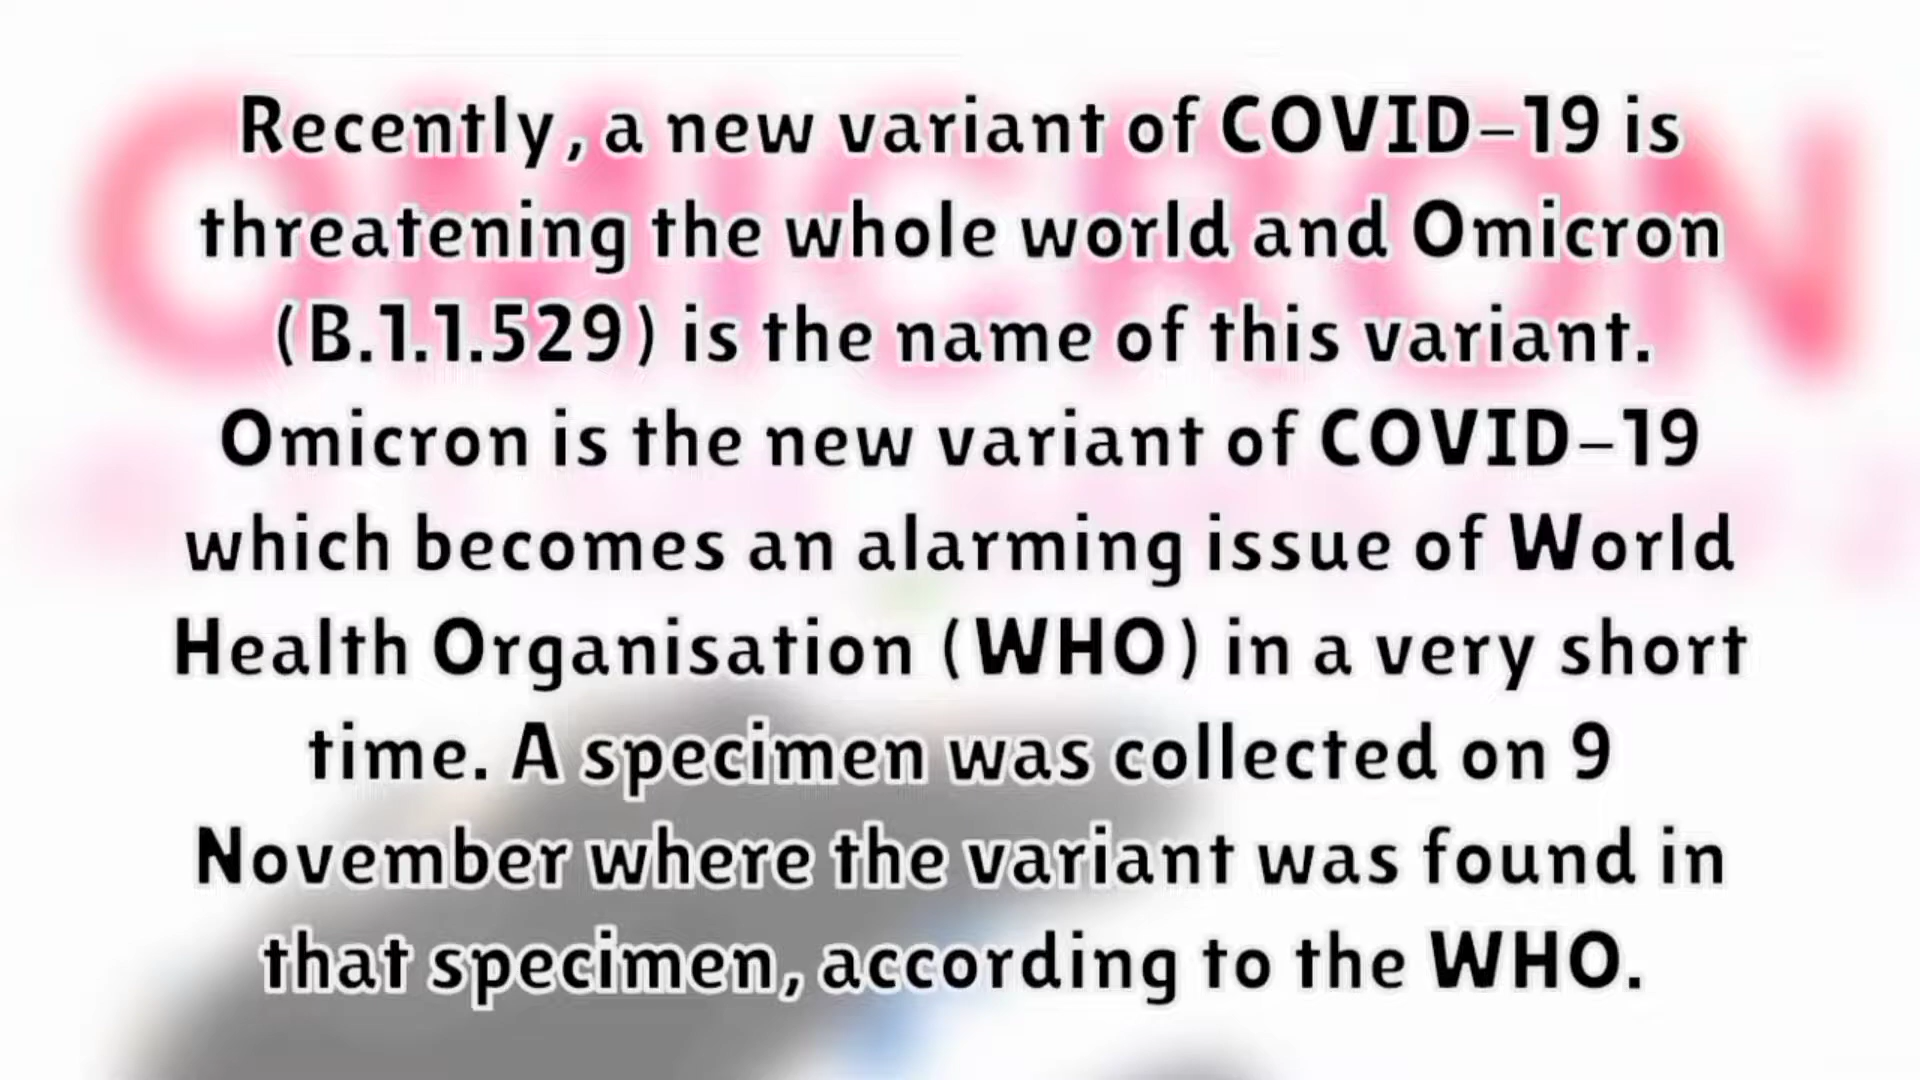 Recently, a new variant of COVID–19 is
threatening the whole world and Omicron
(B.1.1.529) is the name of this variant.
Omicron is the new variant of COVID–19
which becomes an alarming issue of World
Health Organisation (WHO) in a very short
time. A specimen was collected on 9
November where the variant was found in
that specimen, according to the WHO.
OMICRON